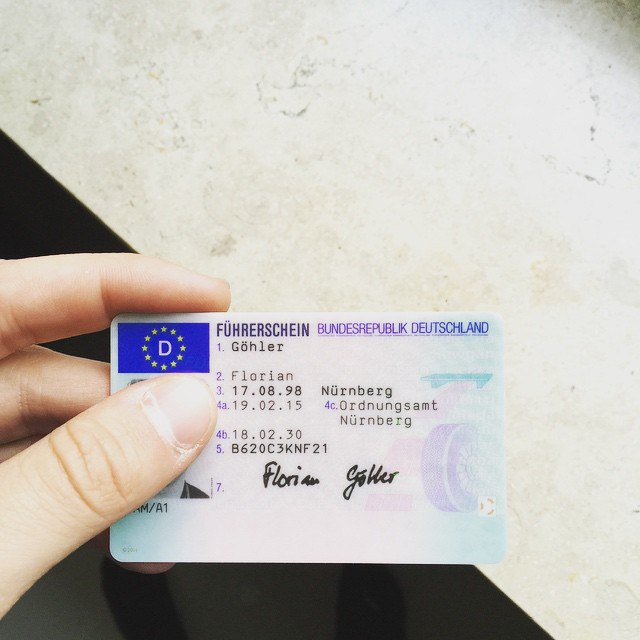 D
FÜHRERSCHEIN BUNDESREPUBLIK DEUTSCHLAND
1. Göhler
2. Florian
3. 17.08.98 Nürnberg
4a. 19.02.15 4c. Ordnungsamt
Nürnberg
4b. 18.02.30
5. B620C3KNF21
7. Florian Göhler
AM/A1